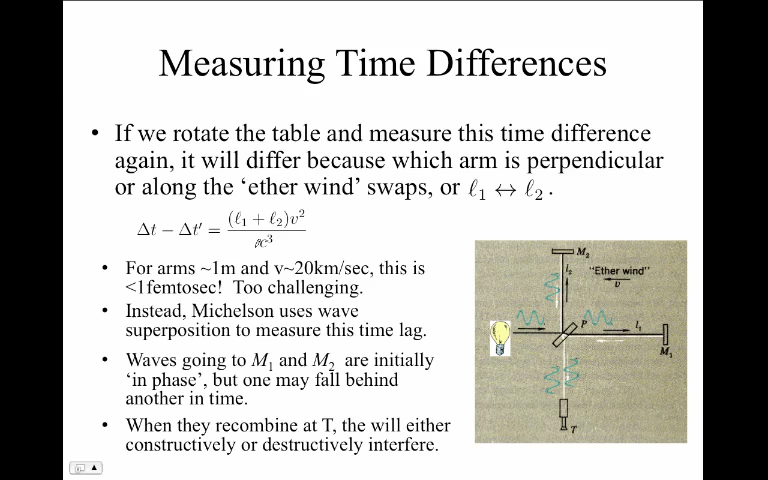 Measuring Time Differences
• If we rotate the table and measure this time difference
again, it will differ because which arm is perpendicular
or along the ‘ether wind’ swaps, or ℓ₁ ↔ ℓ₂ .
Δt − Δt′ = (ℓ₁ + ℓ₂)v² / c³
• For arms ~1m and v~20km/sec, this is
<1femtosec! Too challenging.
• Instead, Michelson uses wave
superposition to measure this time lag.
• Waves going to M₁ and M₂ are initially
‘in phase’, but one may fall behind
another in time.
• When they recombine at T, the will either
constructively or destructively interfere.
M₂
l₂
"Ether wind"
υ
P
l₁
M₁
T